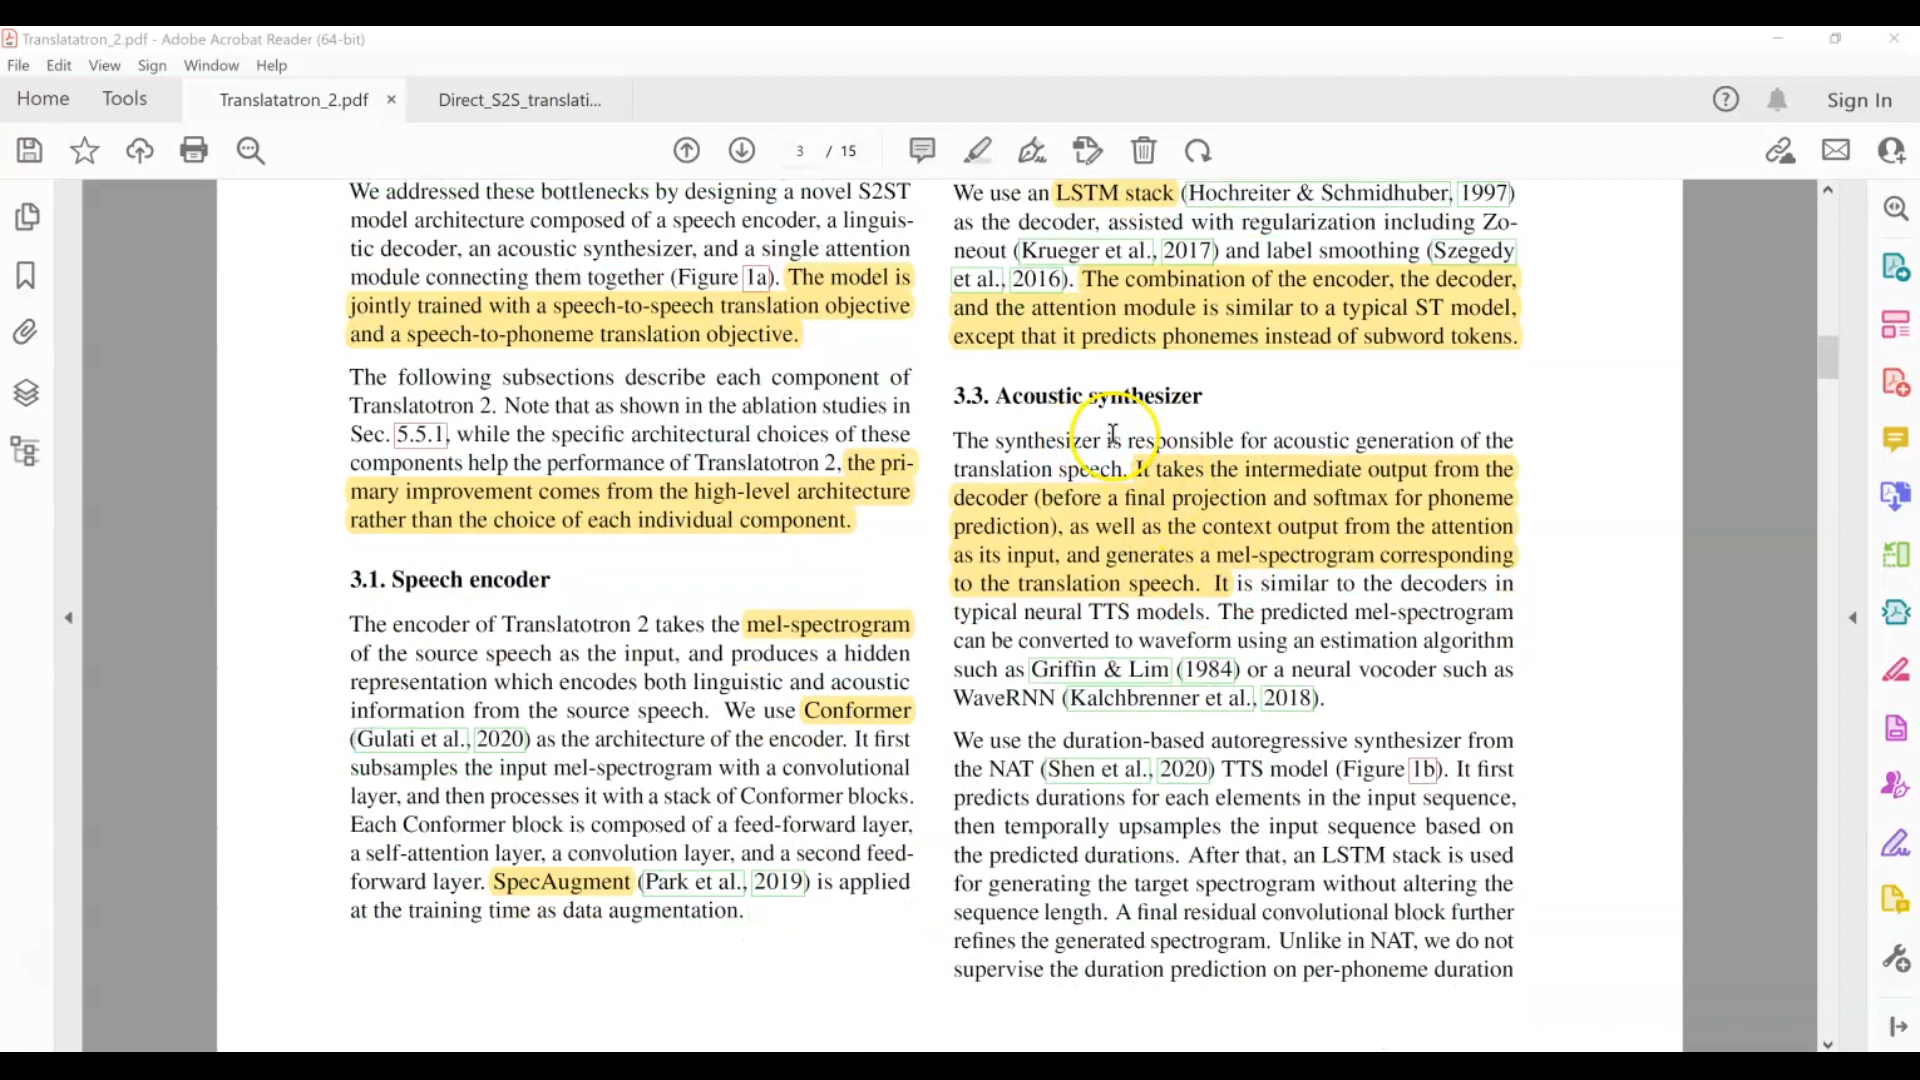 Translatatron_2.pdf - Adobe Acrobat Reader (64-bit)
File Edit View Sign Window Help
Home Tools Translatatron_2.pdf × Direct_S2S_translati... Sign In
3 / 15
We addressed these bottlenecks by designing a novel S2ST
model architecture composed of a speech encoder, a linguis-
tic decoder, an acoustic synthesizer, and a single attention
module connecting them together (Figure 1a). The model is
jointly trained with a speech-to-speech translation objective
and a speech-to-phoneme translation objective.
The following subsections describe each component of
Translatotron 2. Note that as shown in the ablation studies in
Sec. 5.5.1, while the specific architectural choices of these
components help the performance of Translatotron 2, the pri-
mary improvement comes from the high-level architecture
rather than the choice of each individual component.
3.1. Speech encoder
The encoder of Translatotron 2 takes the mel-spectrogram
of the source speech as the input, and produces a hidden
representation which encodes both linguistic and acoustic
information from the source speech. We use Conformer
(Gulati et al., 2020) as the architecture of the encoder. It first
subsamples the input mel-spectrogram with a convolutional
layer, and then processes it with a stack of Conformer blocks.
Each Conformer block is composed of a feed-forward layer,
a self-attention layer, a convolution layer, and a second feed-
forward layer. SpecAugment (Park et al., 2019) is applied
at the training time as data augmentation.
We use an LSTM stack (Hochreiter & Schmidhuber, 1997)
as the decoder, assisted with regularization including Zo-
neout (Krueger et al., 2017) and label smoothing (Szegedy
et al., 2016). The combination of the encoder, the decoder,
and the attention module is similar to a typical ST model,
except that it predicts phonemes instead of subword tokens.
3.3. Acoustic synthesizer
The synthesizer is responsible for acoustic generation of the
translation speech. It takes the intermediate output from the
decoder (before a final projection and softmax for phoneme
prediction), as well as the context output from the attention
as its input, and generates a mel-spectrogram corresponding
to the translation speech. It is similar to the decoders in
typical neural TTS models. The predicted mel-spectrogram
can be converted to waveform using an estimation algorithm
such as Griffin & Lim (1984) or a neural vocoder such as
WaveRNN (Kalchbrenner et al., 2018).
We use the duration-based autoregressive synthesizer from
the NAT (Shen et al., 2020) TTS model (Figure 1b). It first
predicts durations for each elements in the input sequence,
then temporally upsamples the input sequence based on
the predicted durations. After that, an LSTM stack is used
for generating the target spectrogram without altering the
sequence length. A final residual convolutional block further
refines the generated spectrogram. Unlike in NAT, we do not
supervise the duration prediction on per-phoneme duration